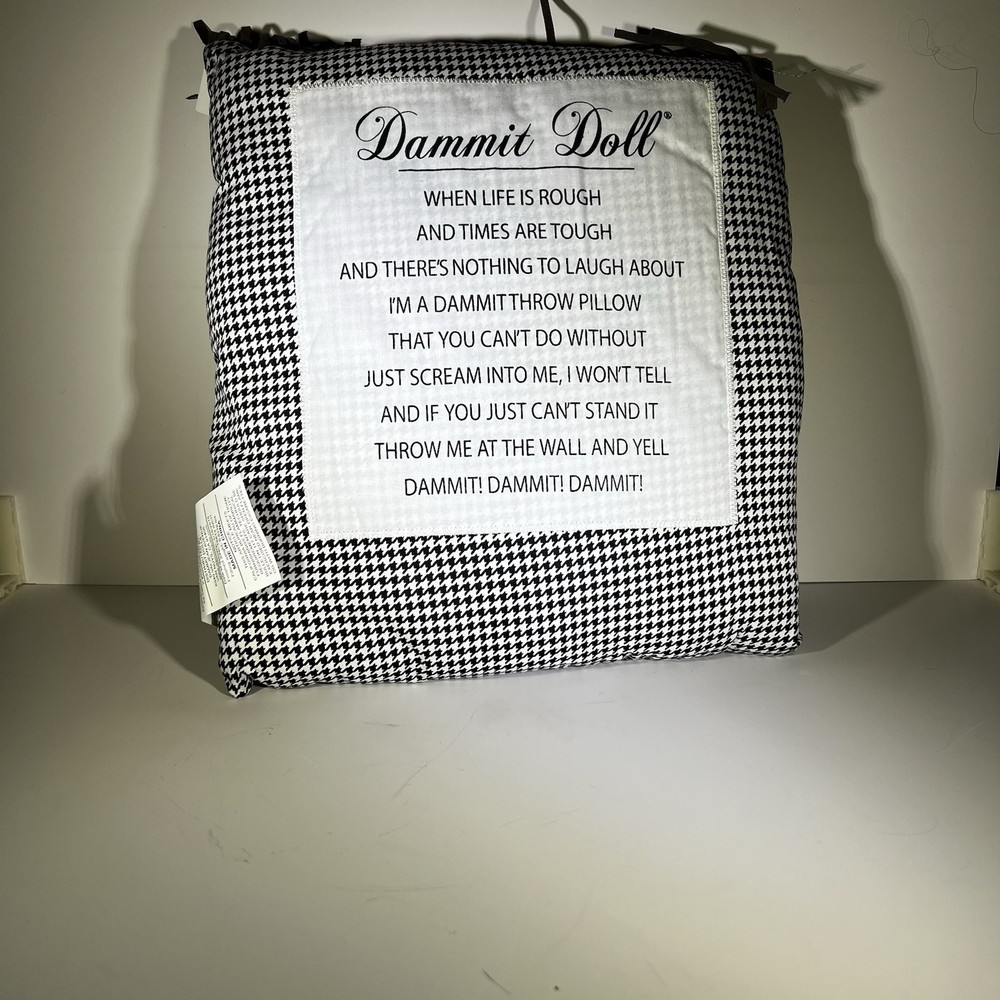 Dammit Doll®
WHEN LIFE IS ROUGH
AND TIMES ARE TOUGH
AND THERE'S NOTHING TO LAUGH ABOUT
I'M A DAMMIT THROW PILLOW
THAT YOU CAN'T DO WITHOUT
JUST SCREAM INTO ME, I WON'T TELL
AND IF YOU JUST CAN'T STAND IT
THROW ME AT THE WALL AND YELL
DAMMIT! DAMMIT! DAMMIT!